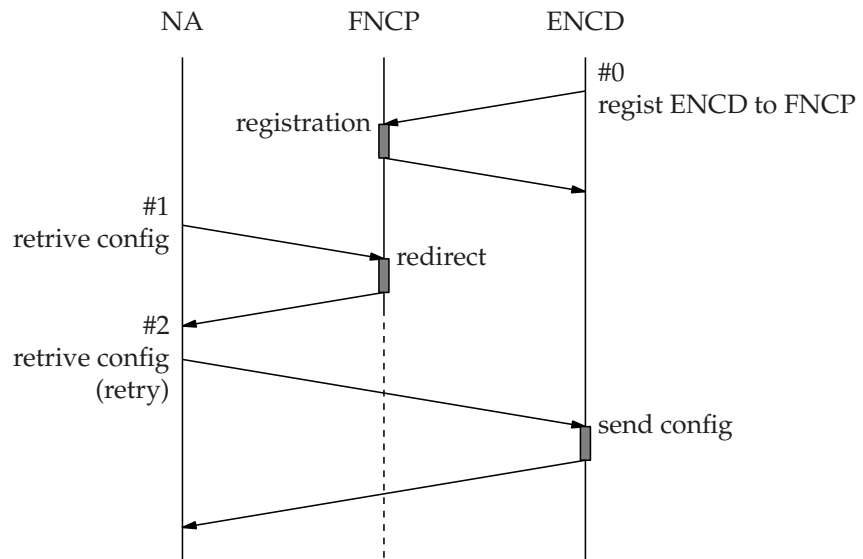 NA
FNCP
ENCD
#0
regist ENCD to FNCP
registration
#1
retrive config
redirect
#2
retrive config
(retry)
send config